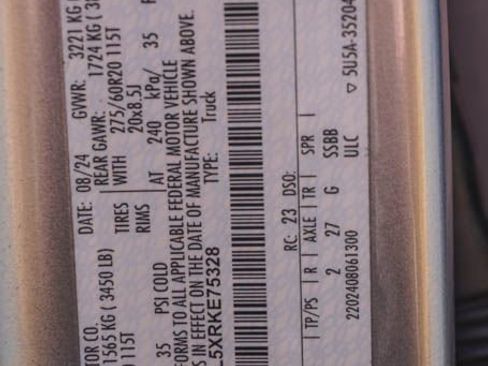 TOR CO. DATE: 08/24 GVWR: 3221 KG
1565 KG ( 3450 LB) REAR GAWR: 1724 KG
115T TIRES WITH 275/60R20 115T
RIMS 20x8.5J
35 PSI COLD AT 240 kPa/ 35
FORMS TO ALL APPLICABLE FEDERAL MOTOR VEHICLE
S IN EFFECT ON THE DATE OF MANUFACTURE SHOWN ABOVE.
L5XRKE75328 TYPE: Truck
RC: 23 DSO:
TP/PS R AXLE TR SPR
2 27 G SSBB
2202408061300 ULC ▽ 5U5A-35204